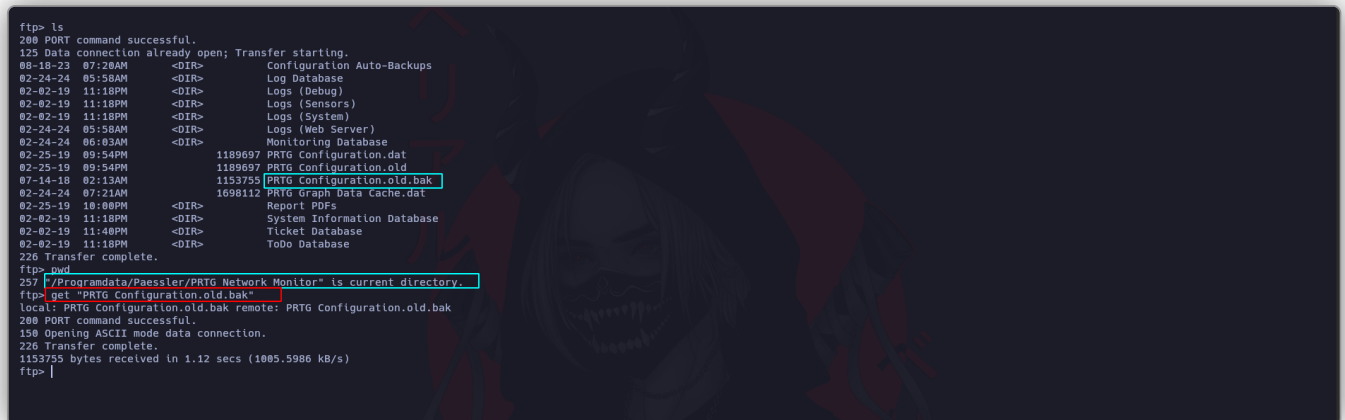 ftp> ls
200 PORT command successful.
125 Data connection already open; Transfer starting.
08-18-23  07:20AM       <DIR>          Configuration Auto-Backups
02-24-24  05:58AM       <DIR>          Log Database
02-02-19  11:18PM       <DIR>          Logs (Debug)
02-02-19  11:18PM       <DIR>          Logs (Sensors)
02-02-19  11:18PM       <DIR>          Logs (System)
02-24-24  05:58AM       <DIR>          Logs (Web Server)
02-24-24  06:03AM       <DIR>          Monitoring Database
02-25-19  09:54PM              1189697 PRTG Configuration.dat
02-25-19  09:54PM              1189697 PRTG Configuration.old
07-14-18  02:13AM              1153755 PRTG Configuration.old.bak
02-24-24  07:21AM              1698112 PRTG Graph Data Cache.dat
02-25-19  10:00PM       <DIR>          Report PDFs
02-02-19  11:18PM       <DIR>          System Information Database
02-02-19  11:40PM       <DIR>          Ticket Database
02-02-19  11:18PM       <DIR>          ToDo Database
226 Transfer complete.
ftp> pwd
257 "/Programdata/Paessler/PRTG Network Monitor" is current directory.
ftp> get "PRTG Configuration.old.bak"
local: PRTG Configuration.old.bak remote: PRTG Configuration.old.bak
200 PORT command successful.
150 Opening ASCII mode data connection.
226 Transfer complete.
1153755 bytes received in 1.12 secs (1005.5986 kB/s)
ftp>